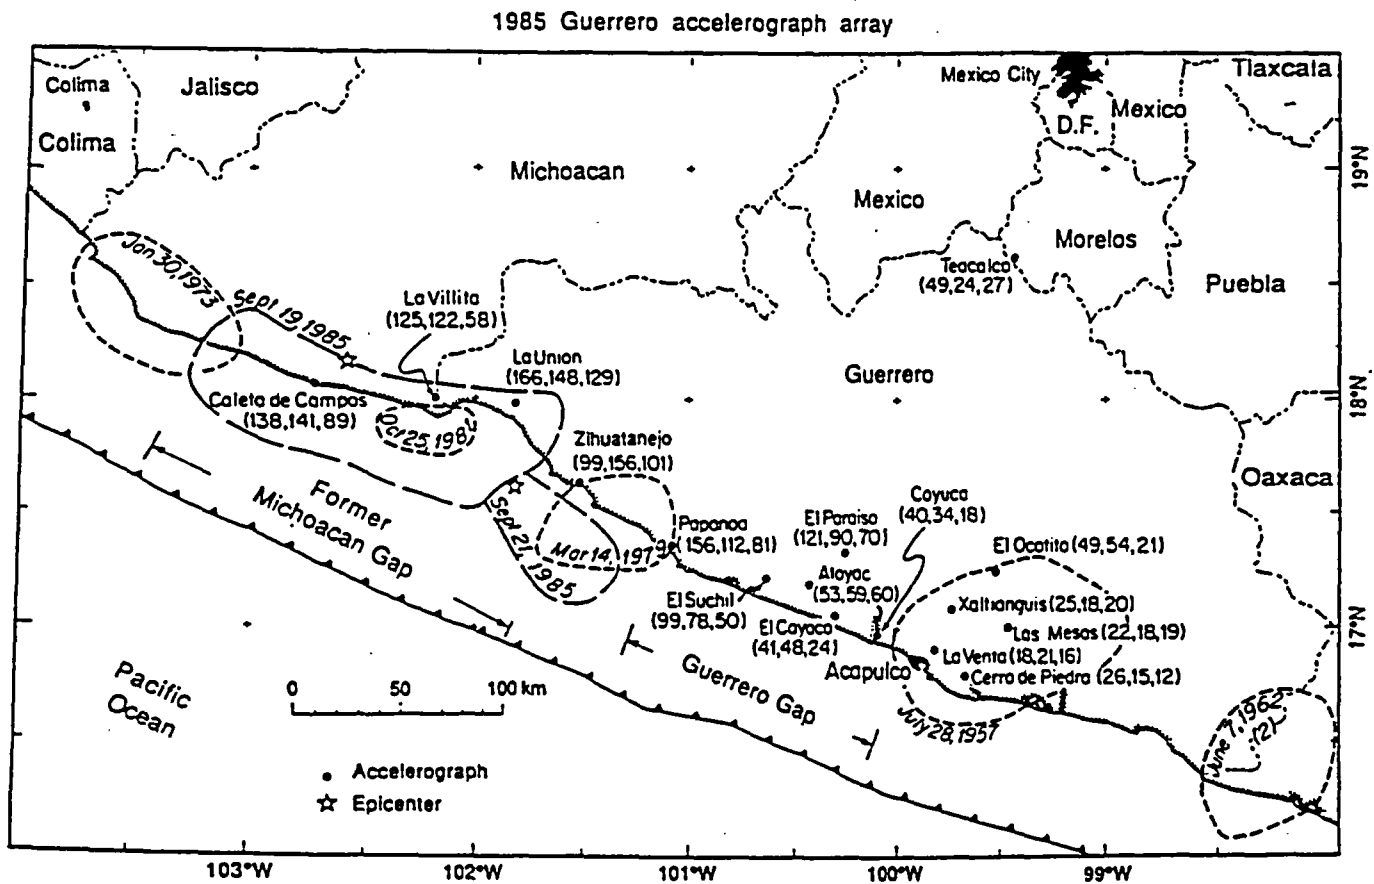 1985 Guerrero accelerograph array
Colima
Colima
Jalisco
Michoacan
Mexico City
D.F.
Mexico
Tlaxcala
Mexico
Morelos
Puebla
Teacalco
(49,24,27)
19°N
Jan 30, 1973
Sept 19, 1985
La Villita
(125,122,58)
La Union
(166,148,129)
Guerrero
18°N
Caleta de Campos
(138,141,89)
Oct 25, 198
Zihuatanejo
(99,156,101)
Oaxaca
Former
Michoacan Gap
Sept 21, 1985
Mar 14, 1979
Papanoa
(156,112,81)
El Paraiso
(121,90,70)
Coyuca
(40,34,18)
El Ocotito (49,54,21)
Atoyac
(53,59,60)
El Suchil
(99,78,50)
El Cayaco
(41,48,24)
Xaltianguis (25,18,20)
Las Mesas (22,18,19)
La Venta (18,21,16)
Cerro de Piedra (26,15,12)
17°N
Acapulco
Guerrero Gap
July 28, 1957
June 7, 1962
(2)
Pacific
Ocean
0 50 100 km
Accelerograph
Epicenter
103°W 102°W 101°W 100°W 99°W